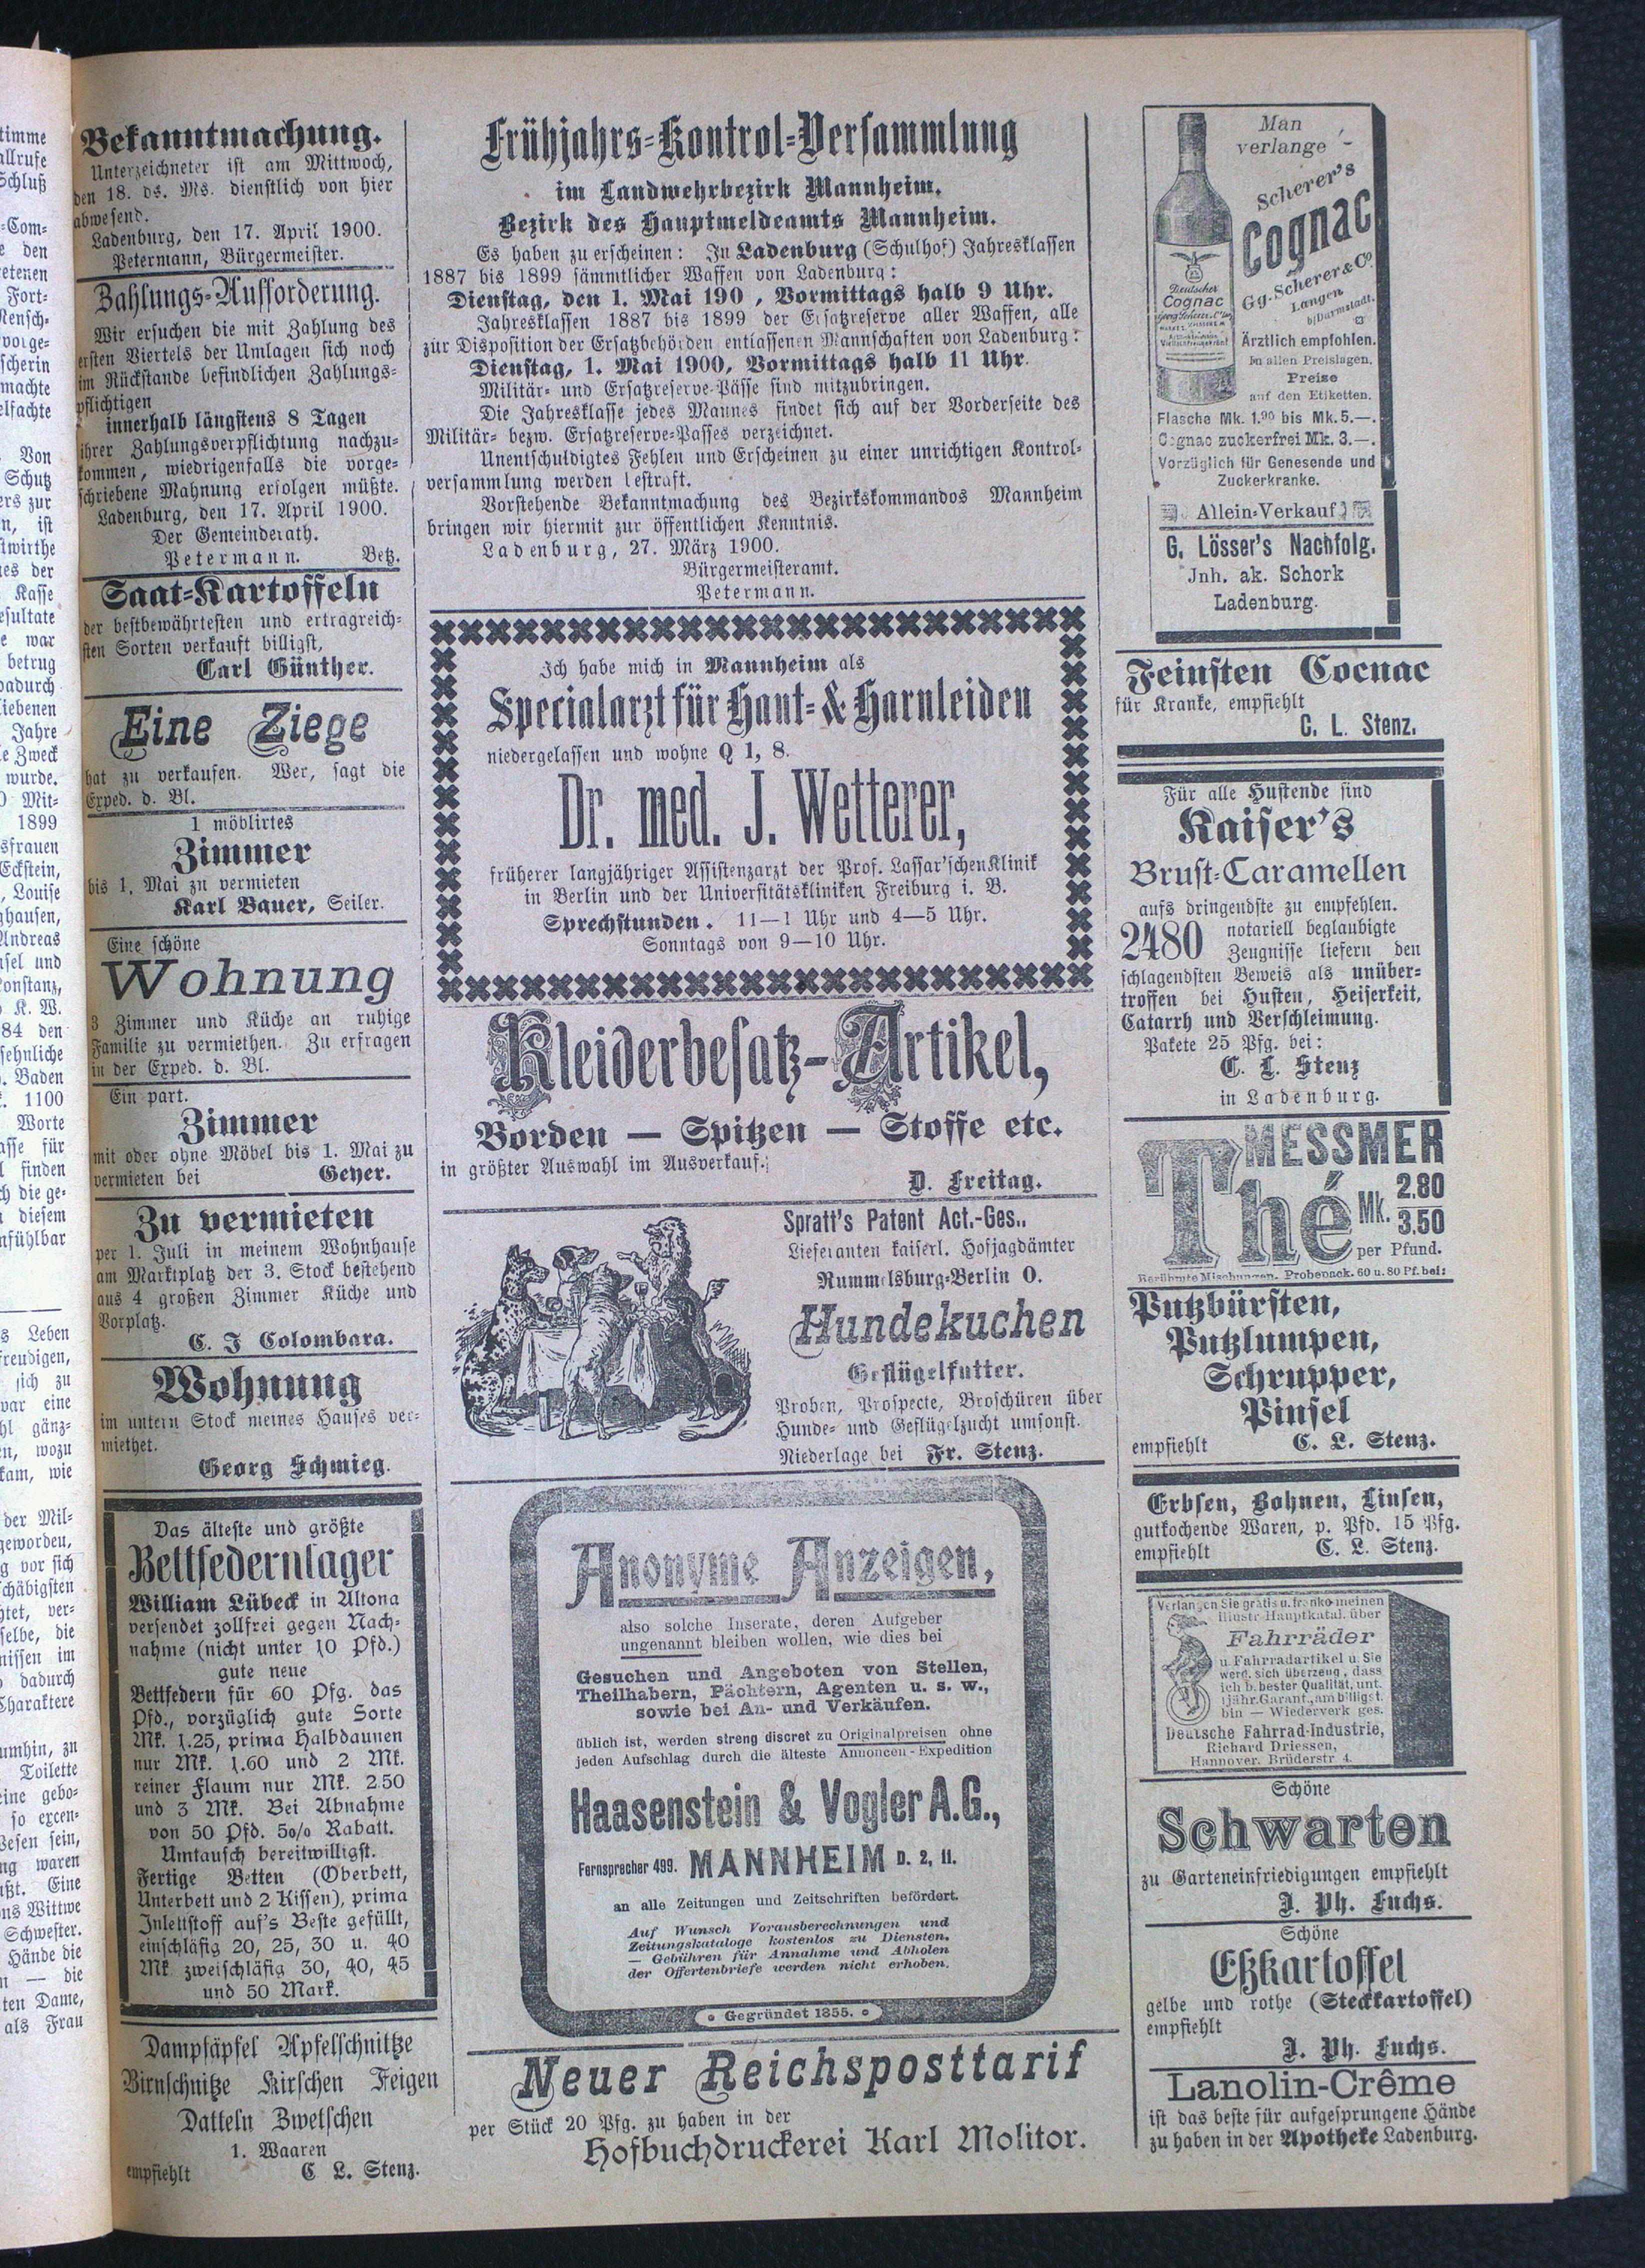 Bekanntmachung.
Unterzeichneter ist am Mittwoch,
den 18. ds. Ms. dienstlich von hier
abwesend.
Ladenburg, den 17. April 1900.
Petermann, Bürgermeister.
Zahlungs-Aufforderung.
Wir ersuchen die mit Zahlung des
ersten Viertels der Umlagen sich noch
im Rückstande befindlichen Zahlungs-
pflichtigen
innerhalb längstens 8 Tagen
ihrer Zahlungsverpflichtung nachzu-
kommen, wiedrigenfalls die vorge-
schriebene Mahnung erfolgen müßte.
Ladenburg, den 17. April 1900.
Der Gemeinderath.
Petermann. Betz.
Saat-Kartoffeln
der bestbewährtesten und ertragreich-
sten Sorten verkauft billigst,
Carl Günther.
Eine Ziege
hat zu verkaufen. Wer, sagt die
Exped. d. Bl.
1 möblirtes
Zimmer
bis 1. Mai zu vermieten
Karl Bauer, Seiler.
Eine schöne
Wohnung
3 Zimmer und Küche an ruhige
Familie zu vermiethen. Zu erfragen
in der Exped. d. Bl.
Ein part.
Zimmer
mit oder ohne Möbel bis 1. Mai zu
vermieten bei Geyer.
Zu vermieten
per 1. Juli in meinem Wohnhause
am Marktplatz der 3. Stock bestehend
aus 4 großen Zimmer Küche und
Vorplatz.
C. J Colombara.
Wohnung
im untern Stock meines Hauses ver-
miethet.
Georg Schmieg.
Das älteste und größte
Bettfedernlager
William Lübeck in Altona
versendet zollfrei gegen Nach-
nahme (nicht unter 10 Pfd.)
gute neue
Bettfedern für 60 Pfg. das
Pfd., vorzüglich gute Sorte
Mk. 1.25, prima Halbdaunen
nur Mk. 1.60 und 2 Mk.
reiner Flaum nur Mk. 2 50
und 3 Mk. Bei Abnahme
von 50 Pfd. 5% Rabatt.
Umtausch bereitwilligst.
Fertige Betten (Oberbett,
Unterbett und 2 Kissen), prima
Inlettstoff auf's Beste gefüllt,
einschläfig 20, 25, 30 u. 40
Mk zweischläfig 30, 40, 45
und 50 Mark.
Dampfäpfel Apfelschnitze
Birnschnitze Kirschen Feigen
Datteln Zwetschen
1. Waaren
empfiehlt C L. Stenz.
Frühjahrs-Kontrol-Versammlung
im Landwehrbezirk Mannheim.
Bezirk des Hauptmeldeamts Mannheim.
Es haben zu erscheinen: In Ladenburg (Schulhof) Jahresklassen
1887 bis 1899 sämmtlicher Waffen von Ladenburg:
Dienstag, den 1. Mai 190 , Vormittags halb 9 Uhr.
Jahresklassen 1887 bis 1899 der Ersatzreserve aller Waffen, alle
zur Disposition der Ersatzbehörden entlassenen Mannschaften von Ladenburg:
Dienstag, 1. Mai 1900, Vormittags halb 11 Uhr.
Militär- und Ersatzreserve-Pässe sind mitzubringen.
Die Jahresklasse jedes Mannes findet sich auf der Vorderseite des
Militär- bezw. Ersatzreserve-Passes verzeichnet.
Unentschuldigtes Fehlen und Erscheinen zu einer unrichtigen Kontrol-
versammlung werden bestraft.
Vorstehende Bekanntmachung des Bezirkskommandos Mannheim
bringen wir hiermit zur öffentlichen Kenntnis.
Ladenburg, 27. März 1900.
Bürgermeisteramt.
Petermann.
Ich habe mich in Mannheim als
Specialarzt für Haut- & Harnleiden
niedergelassen und wohne Q 1, 8.
Dr. med. J. Wetterer,
früherer langjähriger Assistenzarzt der Prof. Lassar'schen Klinik
in Berlin und der Universitätskliniken Freiburg i. B.
Sprechstunden. 11—1 Uhr und 4—5 Uhr.
Sonntags von 9—10 Uhr.
Kleiderbesatz-Artikel,
Borden — Spitzen — Stoffe etc.
in größter Auswahl im Ausverkauf.
D. Freitag.
Spratt's Patent Act.-Ges.,
Lieferanten kaiserl. Hofjagdämter
Rummelsburg-Berlin O.
Hundekuchen
Geflügelfutter.
Proben, Prospecte, Broschüren über
Hunde- und Geflügelzucht umsonst.
Niederlage bei Fr. Stenz.
Anonyme Anzeigen,
also solche Inserate, deren Aufgeber
ungenannt bleiben wollen, wie dies bei
Gesuchen und Angeboten von Stellen,
Theilhabern, Pächtern, Agenten u. s. w.,
sowie bei An- und Verkäufen.
üblich ist, werden streng discret zu Originalpreisen ohne
jeden Aufschlag durch die älteste Annoncen-Expedition
Haasenstein & Vogler A.G.,
Fernsprecher 499. MANNHEIM D. 2, 11.
an alle Zeitungen und Zeitschriften befördert.
Auf Wunsch Vorausberechnungen und
Zeitungskataloge kostenlos zu Diensten.
— Gebühren für Annahme und Abholen
der Offertenbriefe werden nicht erhoben.
Gegründet 1855.
Neuer Reichsposttarif
per Stück 20 Pfg. zu haben in der
Hofbuchdruckerei Karl Molitor.
Man
verlange
Scherer's
Cognac
Gg. Scherer & Co
Langen
b/Darmstadt.
Deutscher
Cognac
Ärztlich empfohlen.
In allen Preislagen.
Preise
auf den Etiketten.
Flasche Mk. 1.90 bis Mk. 5.—.
Cognac zuckerfrei Mk. 3.—.
Vorzüglich für Genesende und
Zuckerkranke.
Allein-Verkauf
G. Lösser's Nachfolg.
Jnh. ak. Schork
Ladenburg.
Feinsten Cocnac
für Kranke, empfiehlt
C. L. Stenz.
Für alle Hustende sind
Kaiser's
Brust-Caramellen
aufs dringendste zu empfehlen.
2480 notariell beglaubigte
Zeugnisse liefern den
schlagendsten Beweis als unüber-
troffen bei Husten, Heiserkeit,
Catarrh und Verschleimung.
Pakete 25 Pfg. bei:
C. L. Stenz
in Ladenburg.
MESSMER
Thé Mk. 2.80
3.50
per Pfund.
Berühmte Mischungen. Probepack. 60 u. 80 Pf. bei:
Putzbürsten,
Putzlumpen,
Schrupper,
Pinsel
empfiehlt C. L. Stenz.
Erbsen, Bohnen, Linsen,
gutkochende Waren, p. Pfd. 15 Pfg.
empfiehlt C. L. Stenz.
Verlangen Sie gratis u. franko meinen
illustr Hauptkatal. über
Fahrräder
u Fahrradartikel u. Sie
werd. sich überzeug., dass
ich b. bester Qualität, unt.
1jähr. Garant., am billigst.
bin — Wiederverk ges.
Deutsche Fahrrad-Industrie,
Richard Driessen,
Hannover, Brüderstr 4.
Schöne
Schwarten
zu Garteneinfriedigungen empfiehlt
J. Ph. Fuchs.
Schöne
Eßkartoffel
gelbe und rothe (Steckkartoffel)
empfiehlt
J. Ph. Fuchs.
Lanolin-Crême
ist das beste für aufgesprungene Hände
zu haben in der Apotheke Ladenburg.